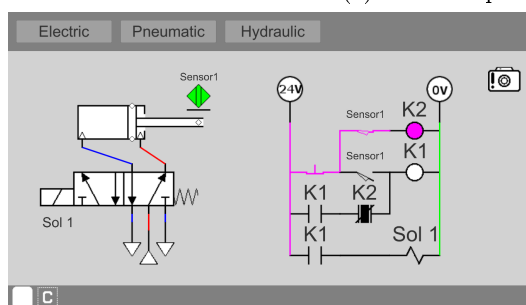 Electric Pneumatic Hydraulic
Sensor1
24V
0V
Sensor1
K2
Sensor1
K1
K1
K2
Sol 1
K1
Sol 1
C